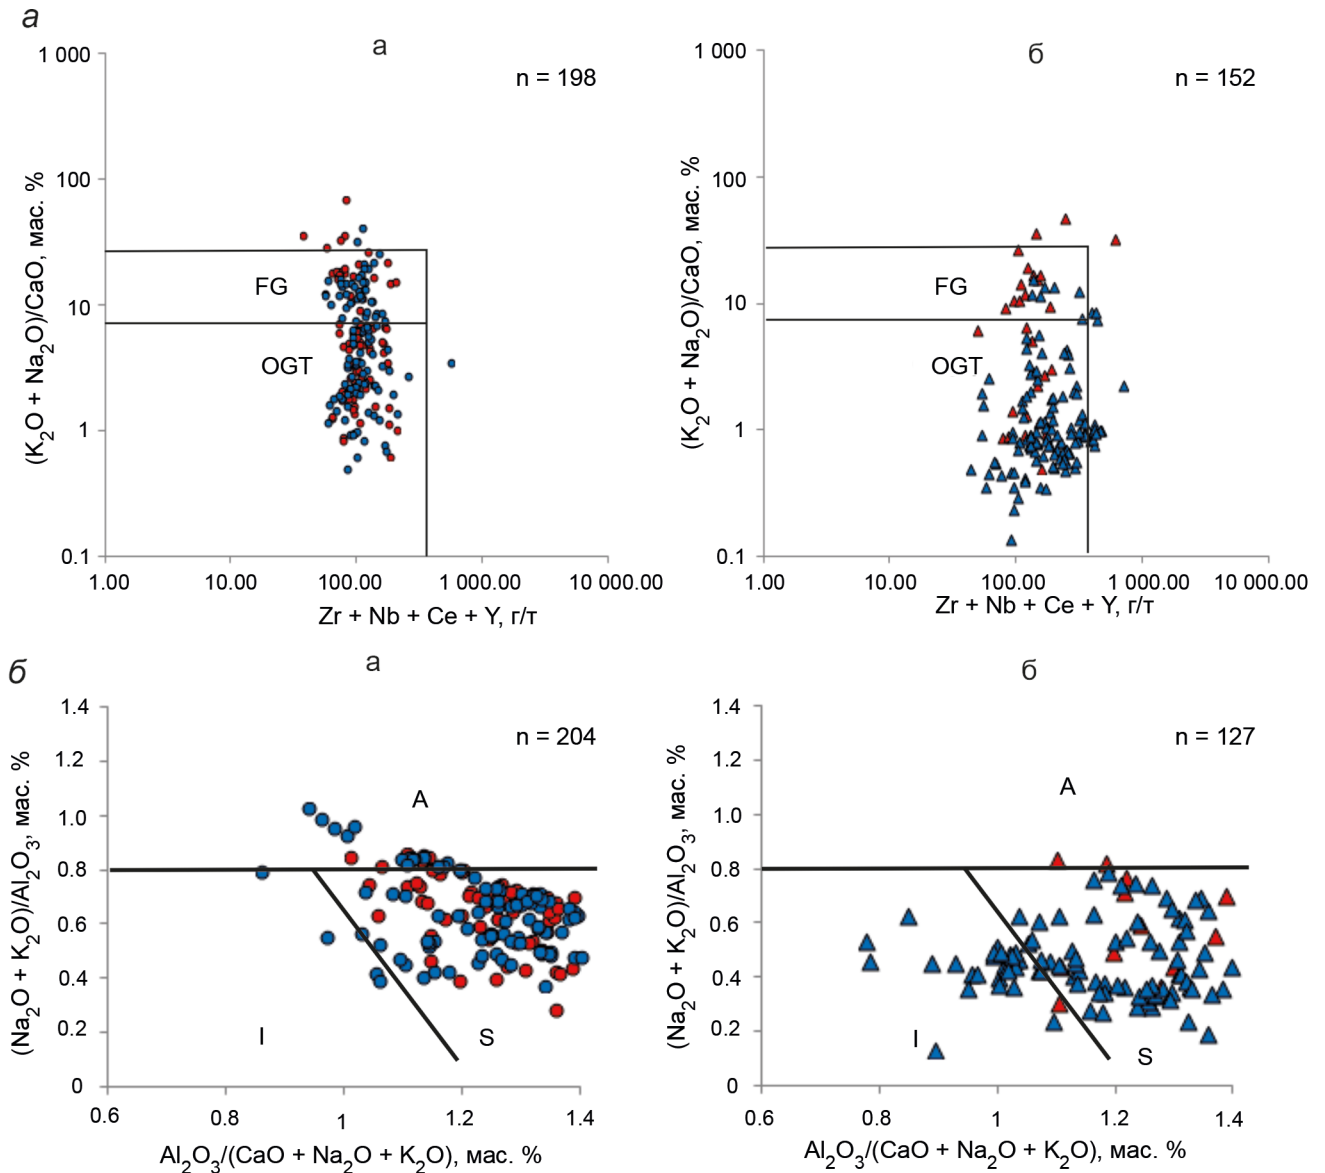 а
а
б
1 000
100
10
1
0.1
n = 198
FG
OGT
(K2O + Na2O)/CaO, мас. %
1.00
10.00
100.00
1 000.00
10 000.00
Zr + Nb + Ce + Y, г/т
1 000
100
10
1
0.1
n = 152
FG
OGT
(K2O + Na2O)/CaO, мас. %
1.00
10.00
100.00
1 000.00
10 000.00
Zr + Nb + Ce + Y, г/т
б
а
б
1.4
1.2
1.0
0.8
0.6
0.4
0.2
0
n = 204
A
I
S
(Na2O + K2O)/Al2O3, мас. %
0.6
0.8
1
1.2
1.4
Al2O3/(CaO + Na2O + K2O), мас. %
1.4
1.2
1.0
0.8
0.6
0.4
0.2
0
n = 127
A
I
S
(Na2O + K2O)/Al2O3, мас. %
0.6
0.8
1
1.2
1.4
Al2O3/(CaO + Na2O + K2O), мас. %